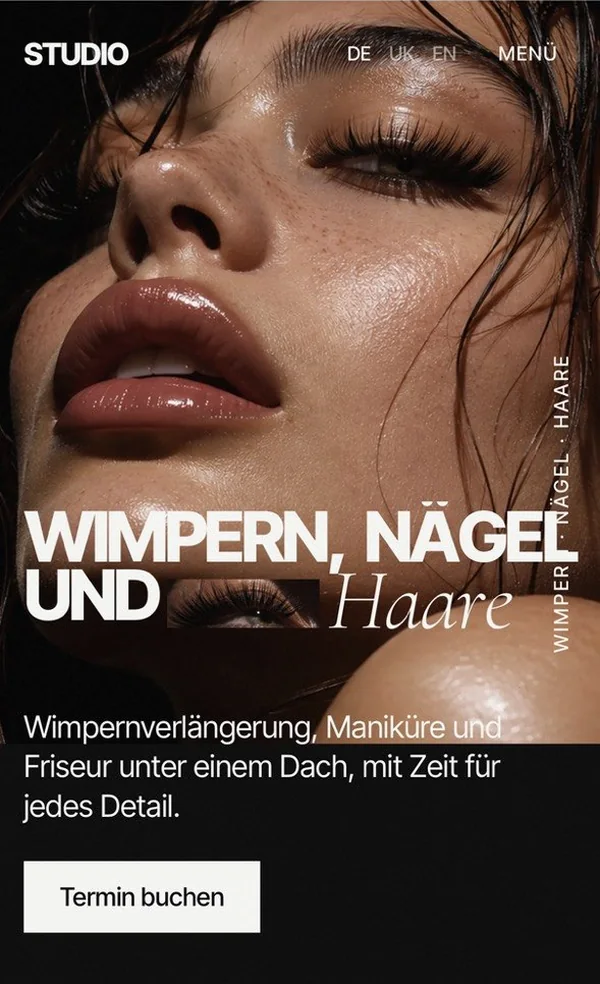 STUDIO
DE UK EN MENÜ
WIMPERN · NÄGEL · HAARE
WIMPERN, NÄGEL
UND Haare
Wimpernverlängerung, Maniküre und
Friseur unter einem Dach, mit Zeit für
jedes Detail.
Termin buchen